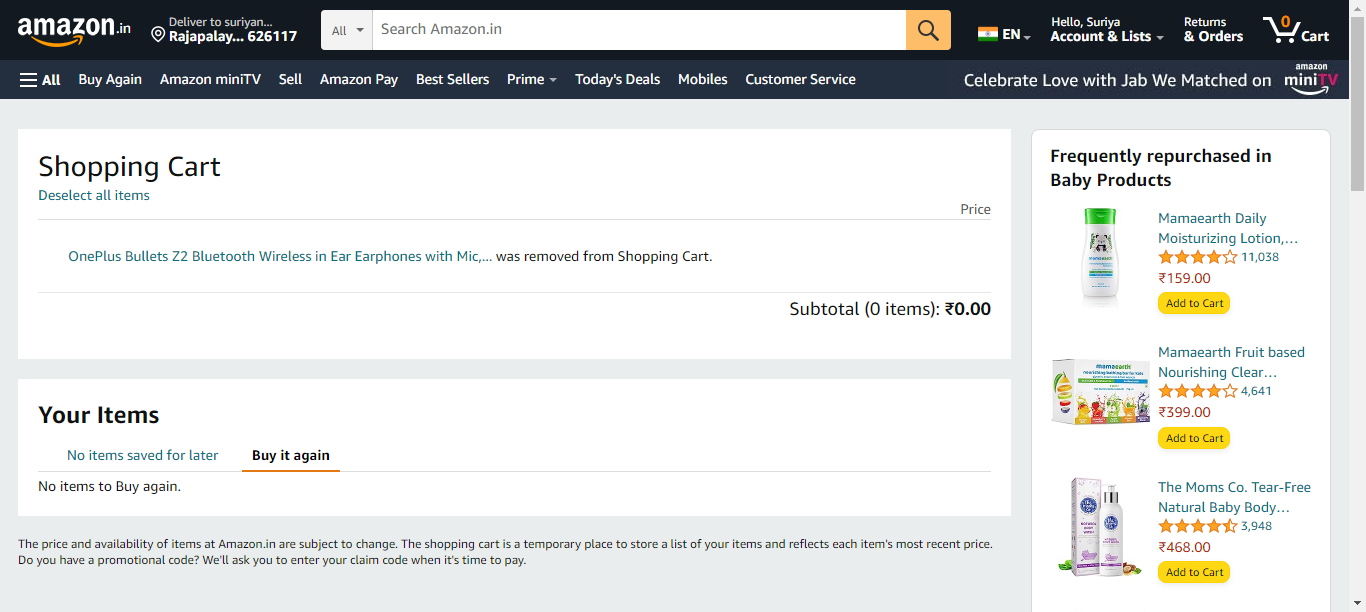 amazon.in
Deliver to suriyan...
Rajapalay... 626117
All
Search Amazon.in
EN
Hello, Suriya
Account & Lists
Returns
& Orders
0
Cart
All
Buy Again
Amazon miniTV
Sell
Amazon Pay
Best Sellers
Prime
Today's Deals
Mobiles
Customer Service
Celebrate Love with Jab We Matched on
amazon
miniTV
Shopping Cart
Deselect all items
Price
OnePlus Bullets Z2 Bluetooth Wireless in Ear Earphones with Mic,... was removed from Shopping Cart.
Subtotal (0 items): ₹0.00
Your Items
No items saved for later
Buy it again
No items to Buy again.
The price and availability of items at Amazon.in are subject to change. The shopping cart is a temporary place to store a list of your items and reflects each item's most recent price.
Do you have a promotional code? We'll ask you to enter your claim code when it's time to pay.
Frequently repurchased in
Baby Products
mamaearth
Mamaearth Daily
Moisturizing Lotion,...
11,038
₹159.00
Add to Cart
mamaearth
nourishing bathing bar for kids
Mamaearth Fruit based
Nourishing Clear...
4,641
₹399.00
Add to Cart
The Moms Co. Tear-Free
Natural Baby Body...
3,948
₹468.00
Add to Cart